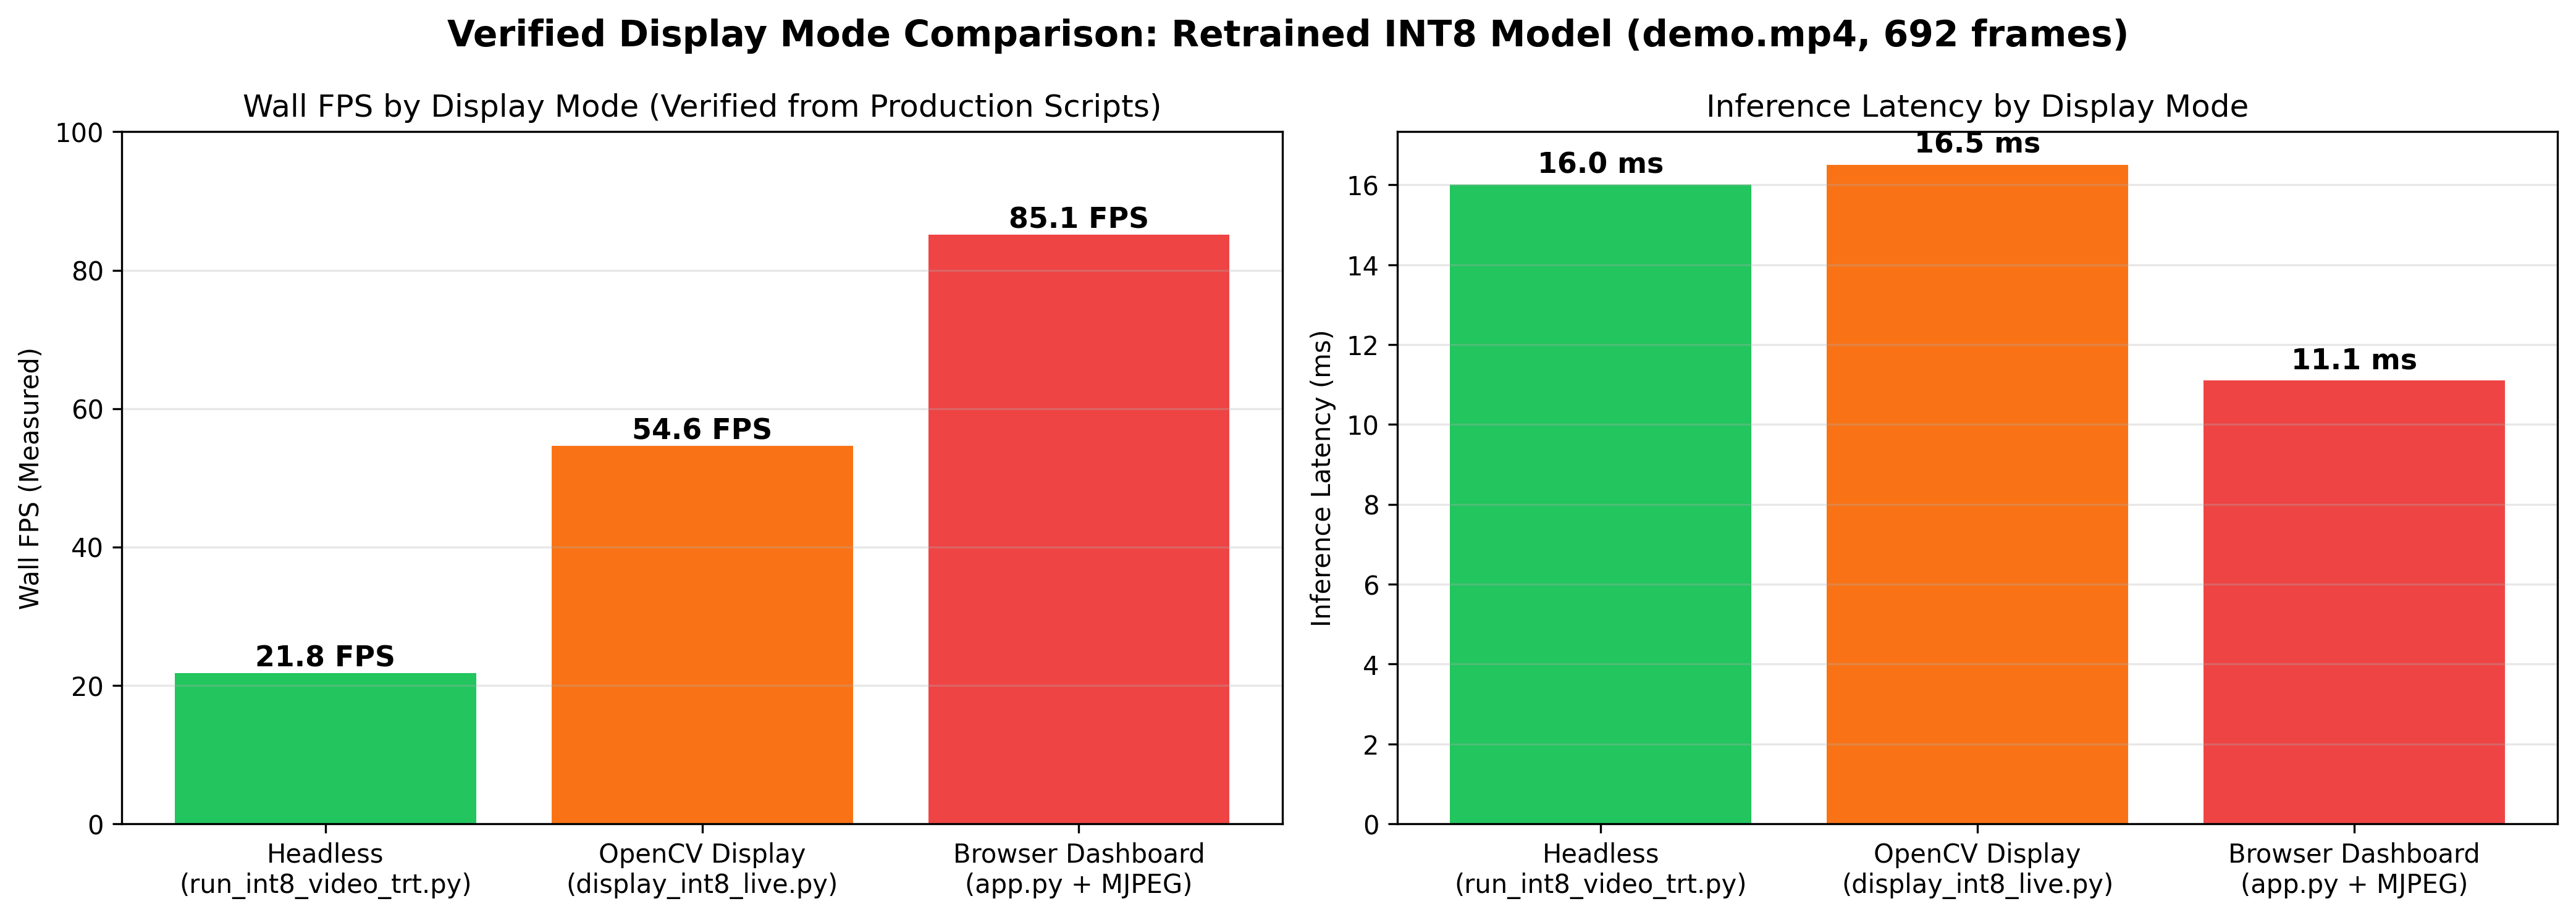 Verified Display Mode Comparison: Retrained INT8 Model (demo.mp4, 692 frames)
Wall FPS by Display Mode (Verified from Production Scripts)
Wall FPS (Measured)
100
80
60
40
20
0
21.8 FPS
54.6 FPS
85.1 FPS
Headless
(run_int8_video_trt.py)
OpenCV Display
(display_int8_live.py)
Browser Dashboard
(app.py + MJPEG)
Inference Latency by Display Mode
Inference Latency (ms)
16
14
12
10
8
6
4
2
0
16.0 ms
16.5 ms
11.1 ms
Headless
(run_int8_video_trt.py)
OpenCV Display
(display_int8_live.py)
Browser Dashboard
(app.py + MJPEG)